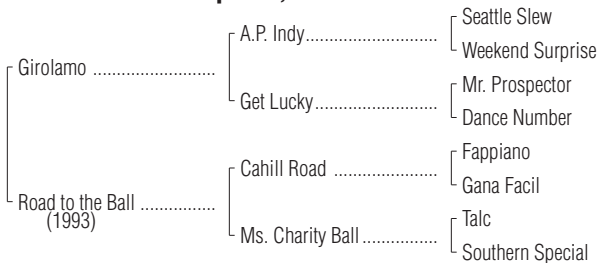 Seattle Slew
A.P. Indy..............................
Weekend Surprise
Girolamo ............................
Mr. Prospector
Get Lucky............................
Dance Number
Fappiano
Cahill Road ........................
Gana Facil
Road to the Ball .................
(1993)
Talc
Ms. Charity Ball.................
Southern Special